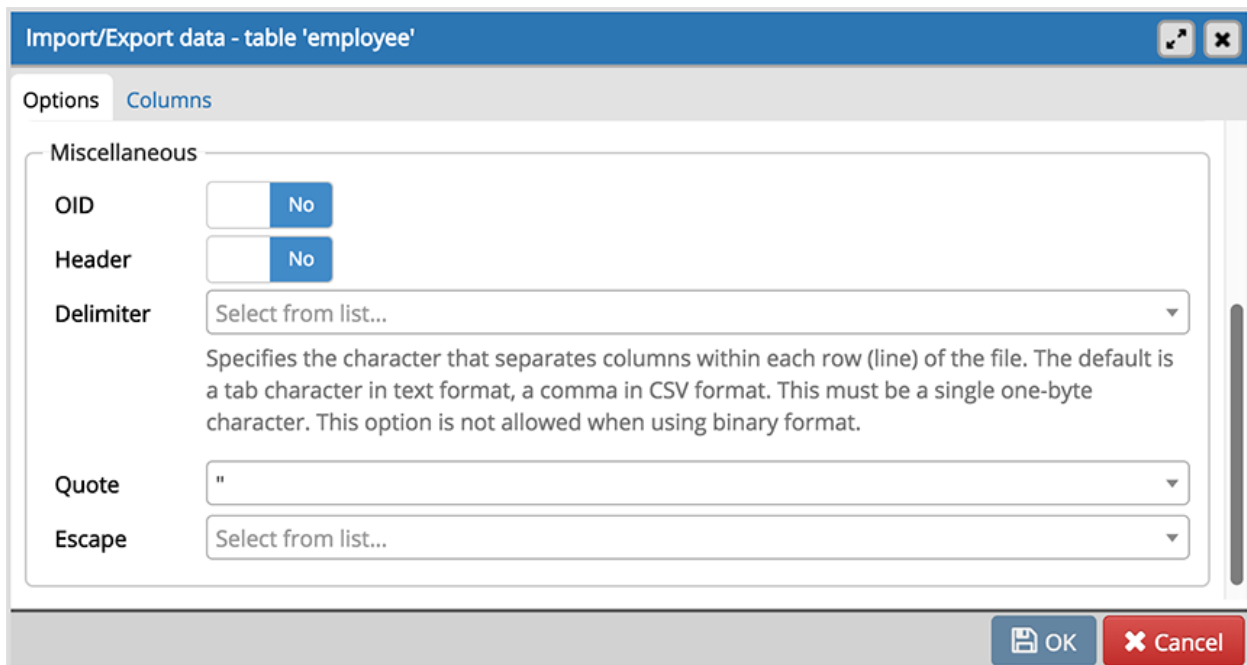 Import/Export data - table 'employee'
Options Columns
Miscellaneous
OID No
Header No
Delimiter Select from list...
Specifies the character that separates columns within each row (line) of the file. The default is
a tab character in text format, a comma in CSV format. This must be a single one-byte
character. This option is not allowed when using binary format.
Quote "
Escape Select from list...
OK Cancel